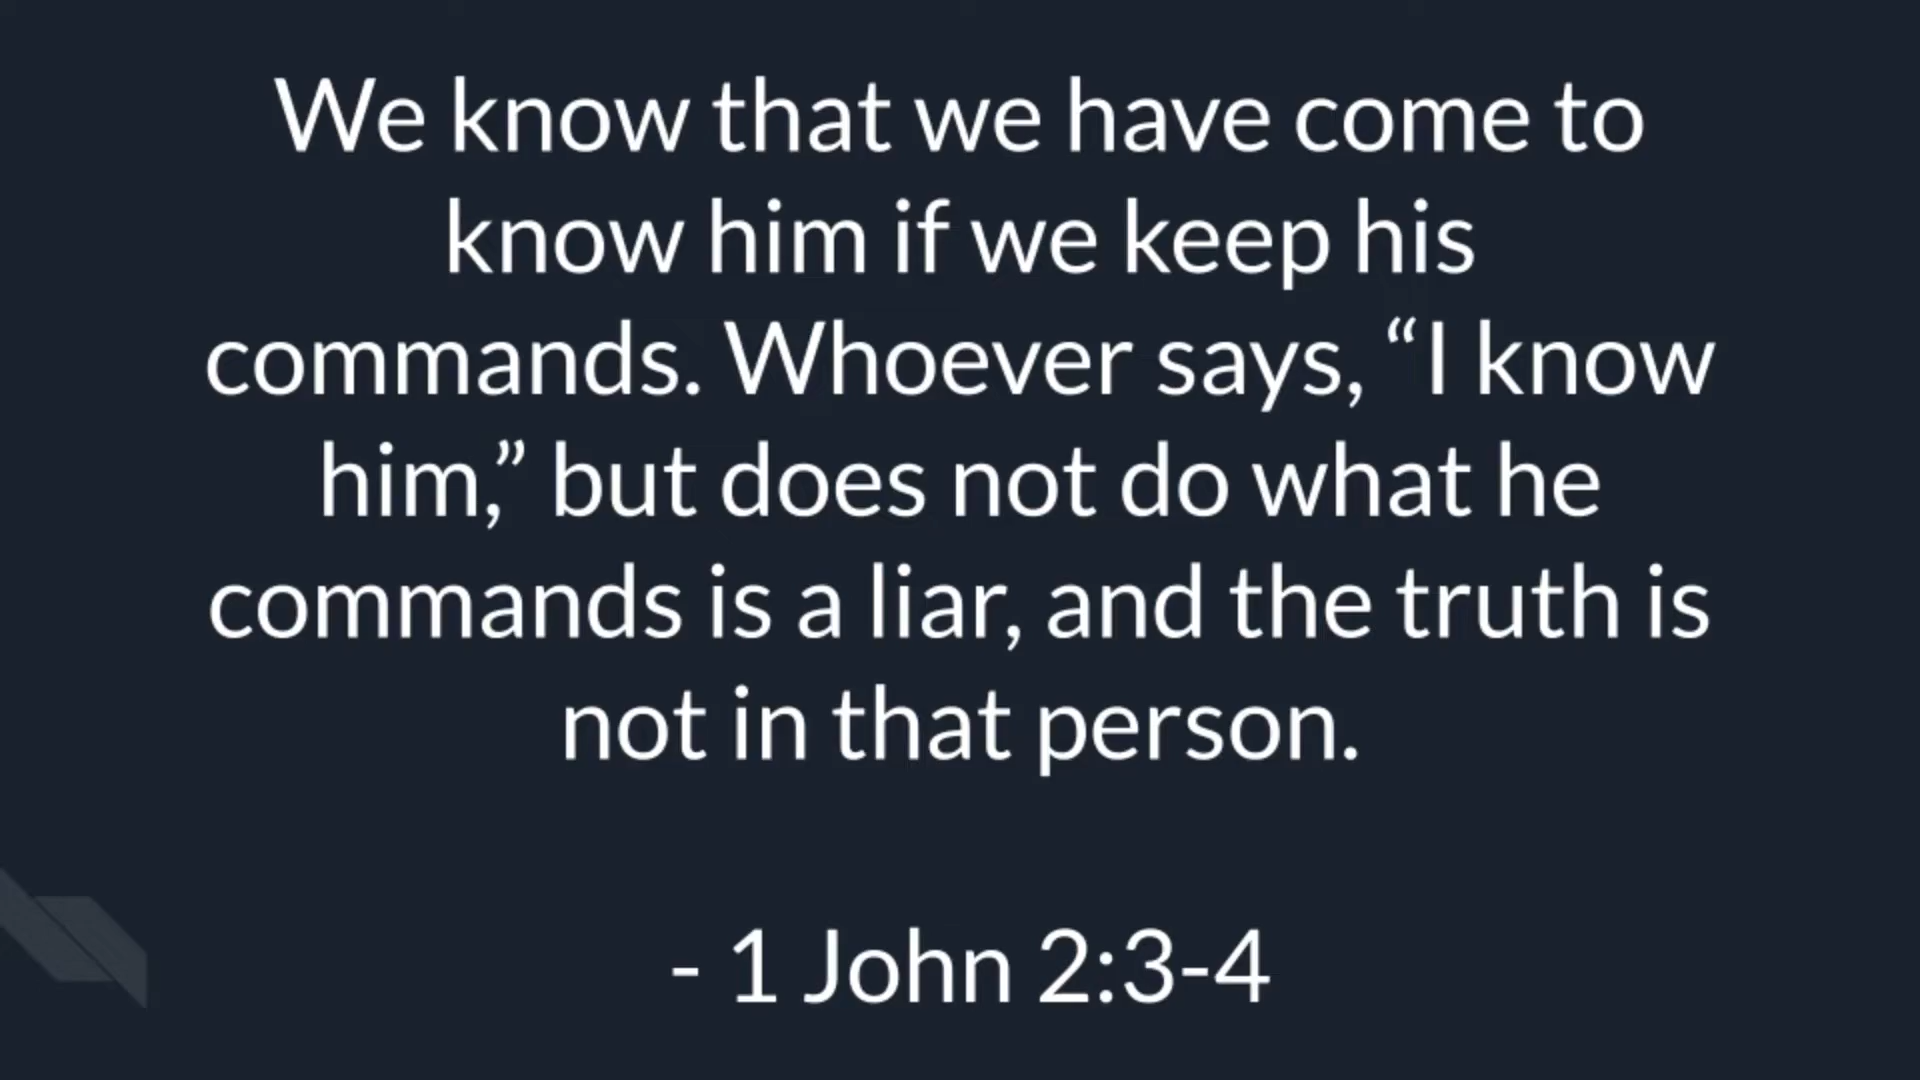 We know that we have come to
know him if we keep his
commands. Whoever says, “I know
him,” but does not do what he
commands is a liar, and the truth is
not in that person.
- 1 John 2:3-4